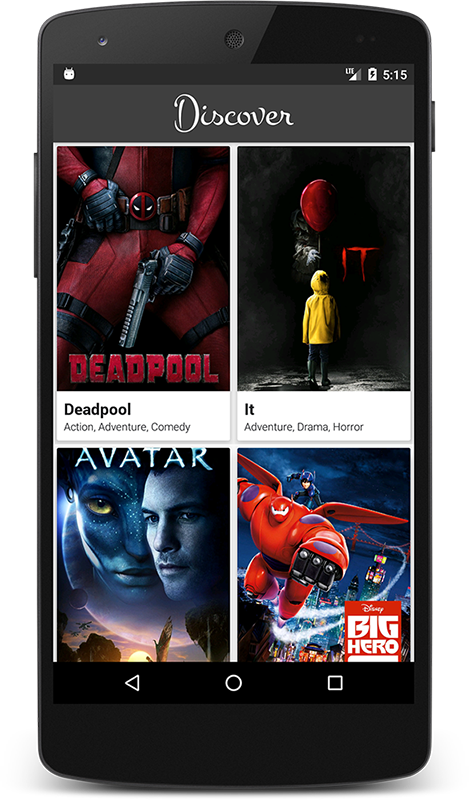 LTE 5:15
Discover
IT
DEADPOOL
Deadpool
Action, Adventure, Comedy
It
Adventure, Drama, Horror
AVATAR
Disney
BIG
HERO